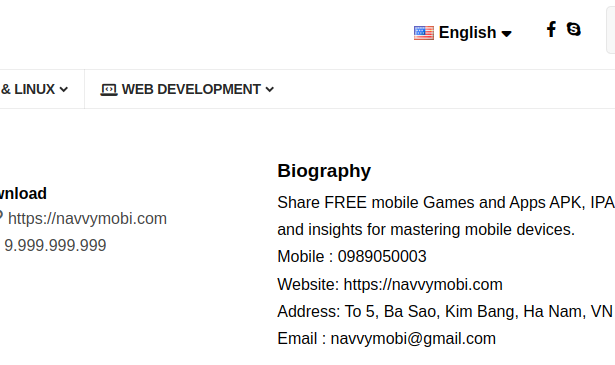 English
& LINUX
WEB DEVELOPMENT
Biography
Share FREE mobile Games and Apps APK, IPA
and insights for mastering mobile devices.
Mobile : 0989050003
Website: https://navvymobi.com
Address: To 5, Ba Sao, Kim Bang, Ha Nam, VN
Email : navvymobi@gmail.com
wnload
https://navvymobi.com
9.999.999.999